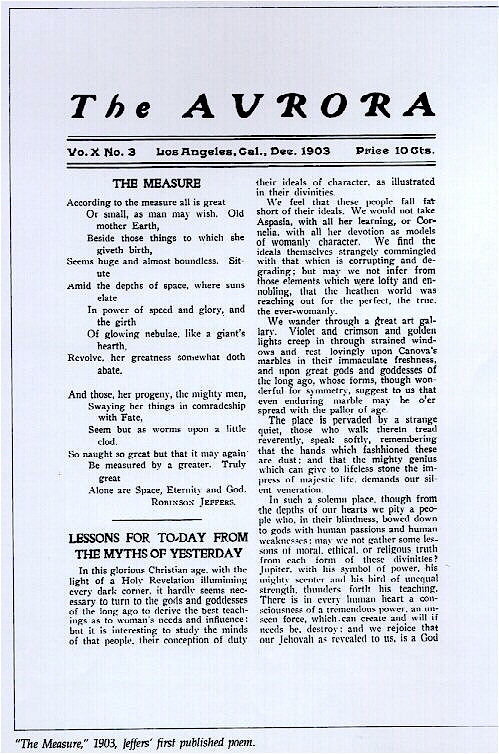 The AVRORA
Vo. X No. 3 Los Angeles, Cal., Dec. 1903 Price 10 Cts.
THE MEASURE
According to the measure all is great
Or small, as man may wish. Old
mother Earth,
Beside those things to which she
giveth birth,
Seems huge and almost boundless. Sit-
ute
Amid the depths of space, where suns
elate
In power of speed and glory, and
the girth
Of glowing nebulae, like a giant's
hearth,
Revolve, her greatness somewhat doth
abate.
And those, her progeny, the mighty men,
Swaying her things in comradeship
with Fate,
Seem but as worms upon a little
clod.
So naught so great but that it may again
Be measured by a greater. Truly
great
Alone are Space, Eternity and God.
ROBINSON JEFFERS.
LESSONS FOR TO-DAY FROM
THE MYTHS OF YESTERDAY
In this glorious Christian age, with the
light of a Holy Revelation illumining
every dark corner, it hardly seems nec-
essary to turn to the gods and goddesses
of the long ago to derive the best teach-
ings as to woman's needs and influence;
but it is interesting to study the minds
of that people, their conception of duty
their ideals of character, as illustrated
in their divinities.
We feel that these people fall far
short of their ideals. We would not take
Aspasia, with all her learning, or Cor-
nelia, with all her devotion as models
of womanly character. We find the
ideals themselves strangely commingled
with that which is corrupting and de-
grading; but may we not infer from
those elements which were lofty and en-
nobling, that the heathen world was
reaching out for the perfect, the true,
the ever-womanly.
We wander through a great art gal-
lary. Violet and crimson and golden
lights creep in through strained wind-
ows and rest lovingly upon Canova's
marbles in their immaculate freshness,
and upon great gods and goddesses of
the long ago, whose forms, though won-
derful for symmetry, suggest to us that
even enduring marble may be o'er
spread with the pallor of age.
The place is pervaded by a strange
quiet, those who walk therein tread
reverently, speak softly, remembering
that the hands which fashhioned these
are dust; and that the mighty genius
which can give to lifeless stone the im-
press of majestic life, demands our sil-
ent veneration.
In such a solemn place, though from
the depths of our hearts we pity a peo-
ple who, in their blindness, bowed down
to gods with human passions and human
weaknesses; may we not gather some les-
sons of moral, ethical, or religous truth
from each form of these divinities?
Jupiter, with his symbol of power, his
mighty scepter and his bird of unequal
strength, thunders forth his teaching.
There is in every human heart a con-
sciousness of a tremendous power, an un-
seen force, which can create and will if
needs be, destroy; and we rejoice that
our Jehovah as revealed to us, is a God
"The Measure," 1903, Jeffers' first published poem.